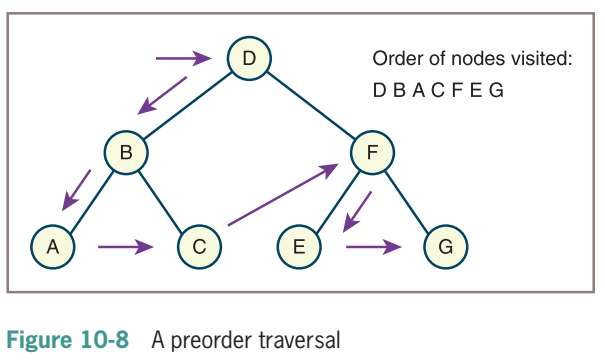 D
Order of nodes visited:
D B A C F E G
B
F
A
C
E
G
Figure 10-8 A preorder traversal